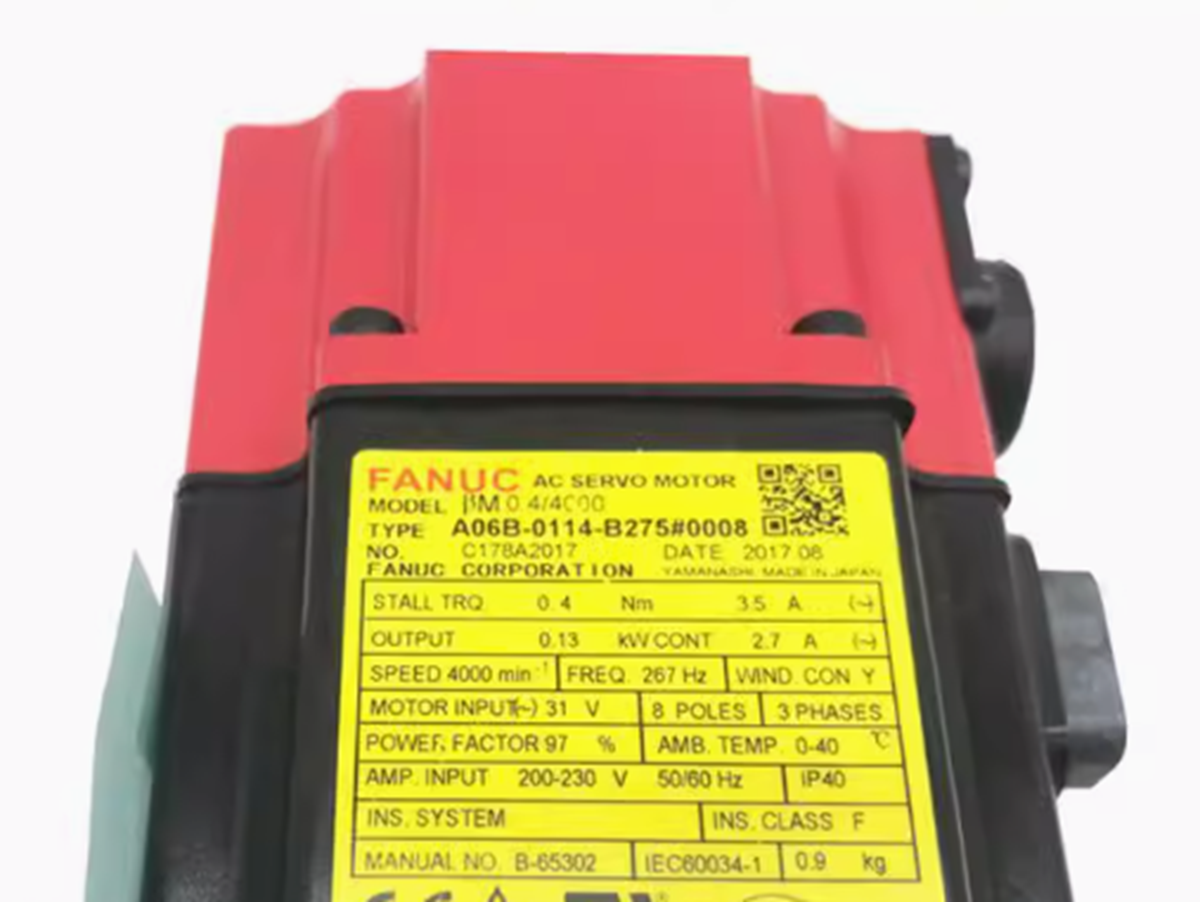 FANUC AC SERVO MOTOR
MODEL βM 0.4/4000
TYPE A06B-0114-B275#0008
NO. C178A2017 DATE 2017.08
FANUC CORPORATION YAMANASHI MADE IN JAPAN
STALL TRQ. 0.4 Nm 3.5 A (~)
OUTPUT 0.13 kW CONT 2.7 A (~)
SPEED 4000 min⁻¹ FREQ. 267 Hz WIND. CON Y
MOTOR INPUT(~) 31 V 8 POLES 3 PHASES
POWER FACTOR 97 % AMB. TEMP. 0-40 ℃
AMP. INPUT 200-230 V 50/60 Hz IP40
INS. SYSTEM INS. CLASS F
MANUAL NO. B-65302 IEC60034-1 0.9 kg